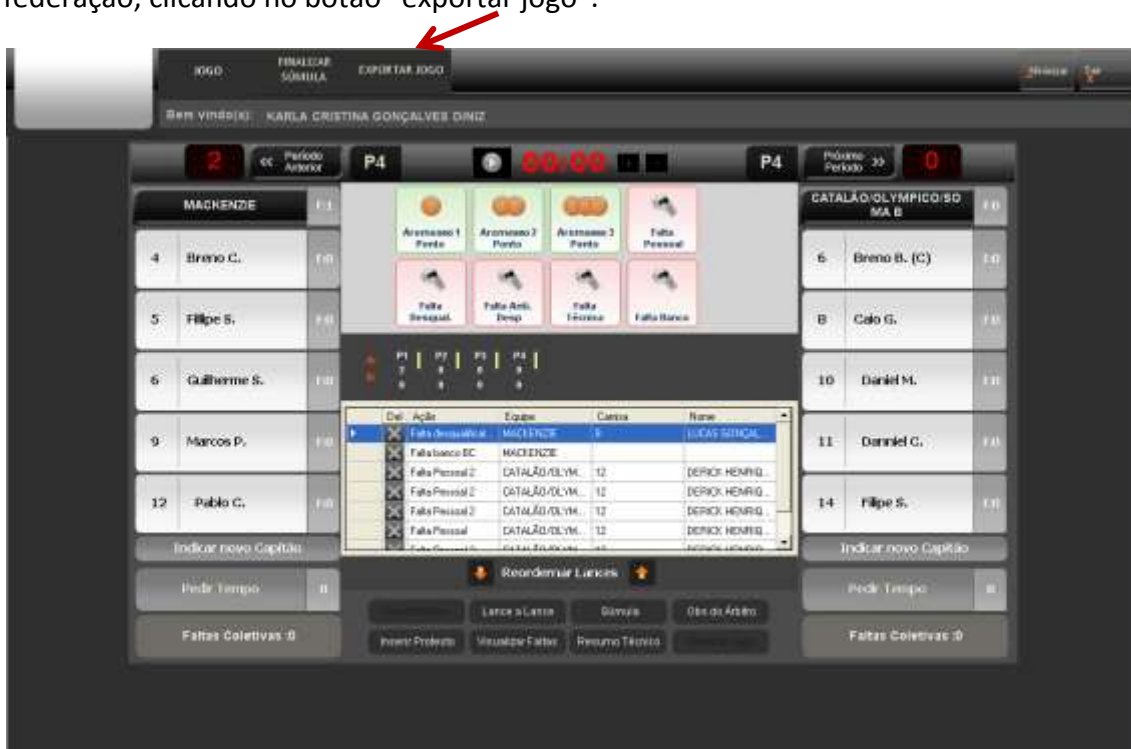 federação, clicando no botão "exportar jogo".
JOGO
FINALIZAR
SÚMULA
EXPORTAR JOGO
Bem vindo(a): KARLA CRISTINA GONÇALVES DINIZ
2
<< Período
Anterior
P4
00:00
P4
Próximo >>
Período
0
MACKENZIE
CATALÃO/OLYMPICO/SO
MA B
Arremesso 1
Ponto
Arremesso 2
Ponto
Arremesso 3
Ponto
Falta
Pessoal
Falta
Desqual.
Falta Anti.
Desp
Falta
Técnica
Falta Banco
4 Breno C.
5 Fillipe S.
6 Guilherme S.
9 Marcos P.
12 Pablo C.
Indicar novo Capitão
Pedir Tempo 0
Faltas Coletivas :0
P1 P2 P3 P4
Del Ação Equipe Camisa Nome
Falta desqualificat... MACKENZIE LUCAS GONÇAL...
Falta banco BC MACKENZIE
Falta Pessoal 2 CATALÃO/OLYM... 12 DERICK HENRIQ...
Falta Pessoal 2 CATALÃO/OLYM... 12 DERICK HENRIQ...
Falta Pessoal 2 CATALÃO/OLYM... 12 DERICK HENRIQ...
Falta Pessoal CATALÃO/OLYM... 12 DERICK HENRIQ...
Reordernar Lances
Lance a Lance Súmula Obs do Árbitro
Inserir Protesto Visualizar Faltas Resumo Técnico
6 Breno B. (C)
8 Caio G.
10 Daniel M.
11 Danniel C.
14 Filipe S.
Indicar novo Capitão
Pedir Tempo
Faltas Coletivas :0